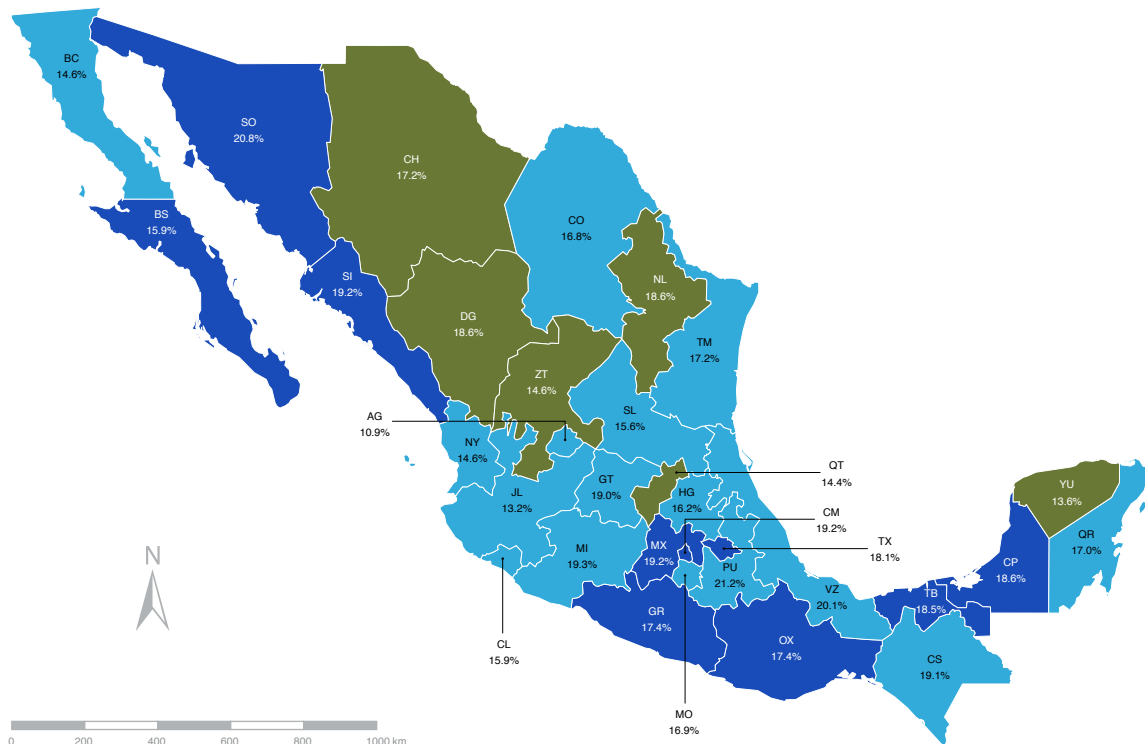 BC
14.6%
SO
20.8%
CH
17.2%
BS
15.9%
CO
16.8%
SI
19.2%
NL
18.6%
DG
18.6%
TM
17.2%
ZT
14.6%
AG
10.9%
SL
15.6%
NY
14.6%
QT
14.4%
GT
19.0%
JL
13.2%
HG
16.2%
YU
13.6%
CM
19.2%
TX
18.1%
QR
17.0%
MX
19.2%
MI
19.3%
PU
21.2%
CP
18.6%
N
VZ
20.1%
TB
18.5%
GR
17.4%
OX
17.4%
CL
15.9%
CS
19.1%
MO
16.9%
0 200 400 600 800 1000 km